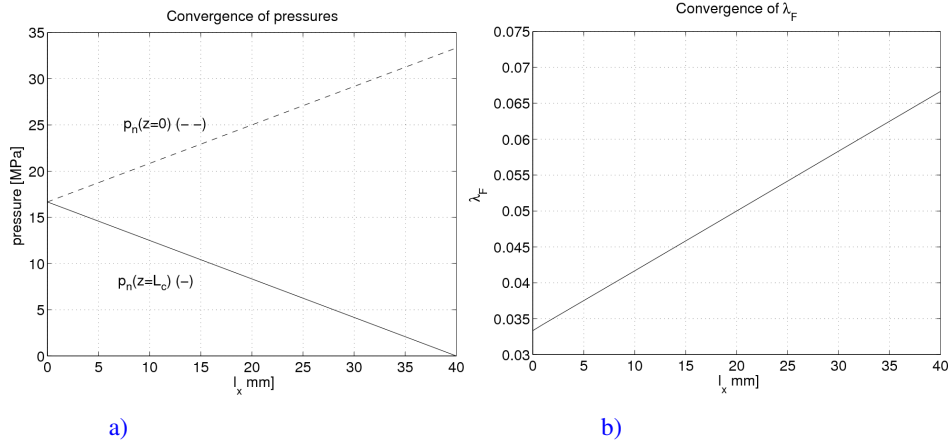 Convergence of pressures
35
30
25
20
15
10
5
0
pressure [MPa]
p_n(z=0) (− −)
p_n(z=L_c) (−)
0 5 10 15 20 25 30 35 40
l_x mm]
a)
Convergence of λ_F
0.075
0.07
0.065
0.06
0.055
0.05
0.045
0.04
0.035
0.03
λ_F
0 5 10 15 20 25 30 35 40
l_x mm]
b)